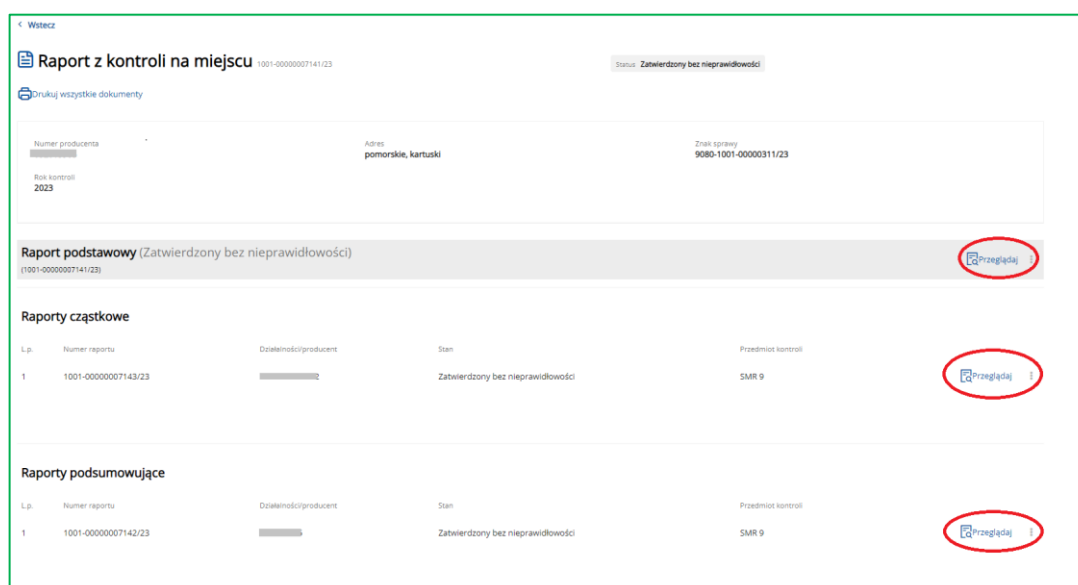 < Wstecz
Raport z kontroli na miejscu 1001-00000007141/23
Status Zatwierdzony bez nieprawidłowości
Drukuj wszystkie dokumenty
Numer producenta Adres Znak sprawy
pomorskie, kartuski 9080-1001-00000311/23
Rok kontroli
2023
Raport podstawowy (Zatwierdzony bez nieprawidłowości) Przeglądaj
(1001-00000007141/23)
Raporty cząstkowe
L.p. Numer raportu Działalności/producent Stan Przedmiot kontroli
1 1001-00000007143/23 Zatwierdzony bez nieprawidłowości SMR 9 Przeglądaj
Raporty podsumowujące
L.p. Numer raportu Działalności/producent Stan Przedmiot kontroli
1 1001-00000007142/23 Zatwierdzony bez nieprawidłowości SMR 9 Przeglądaj